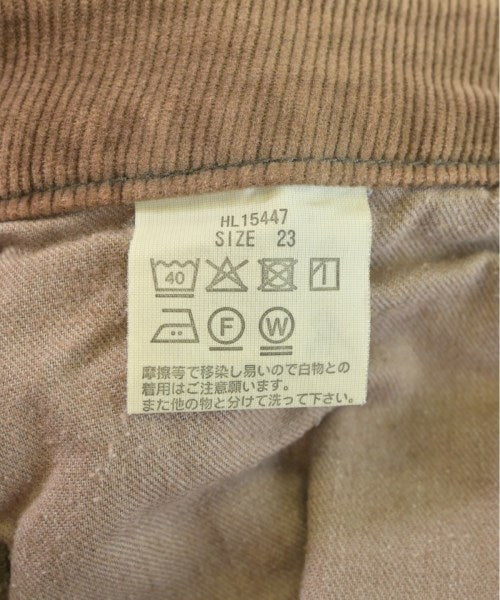 HL15447
SIZE 23
40
F W
摩擦等で移染し易いので白物との
着用はご注意願います。
また他の物と分けて洗って下さい。